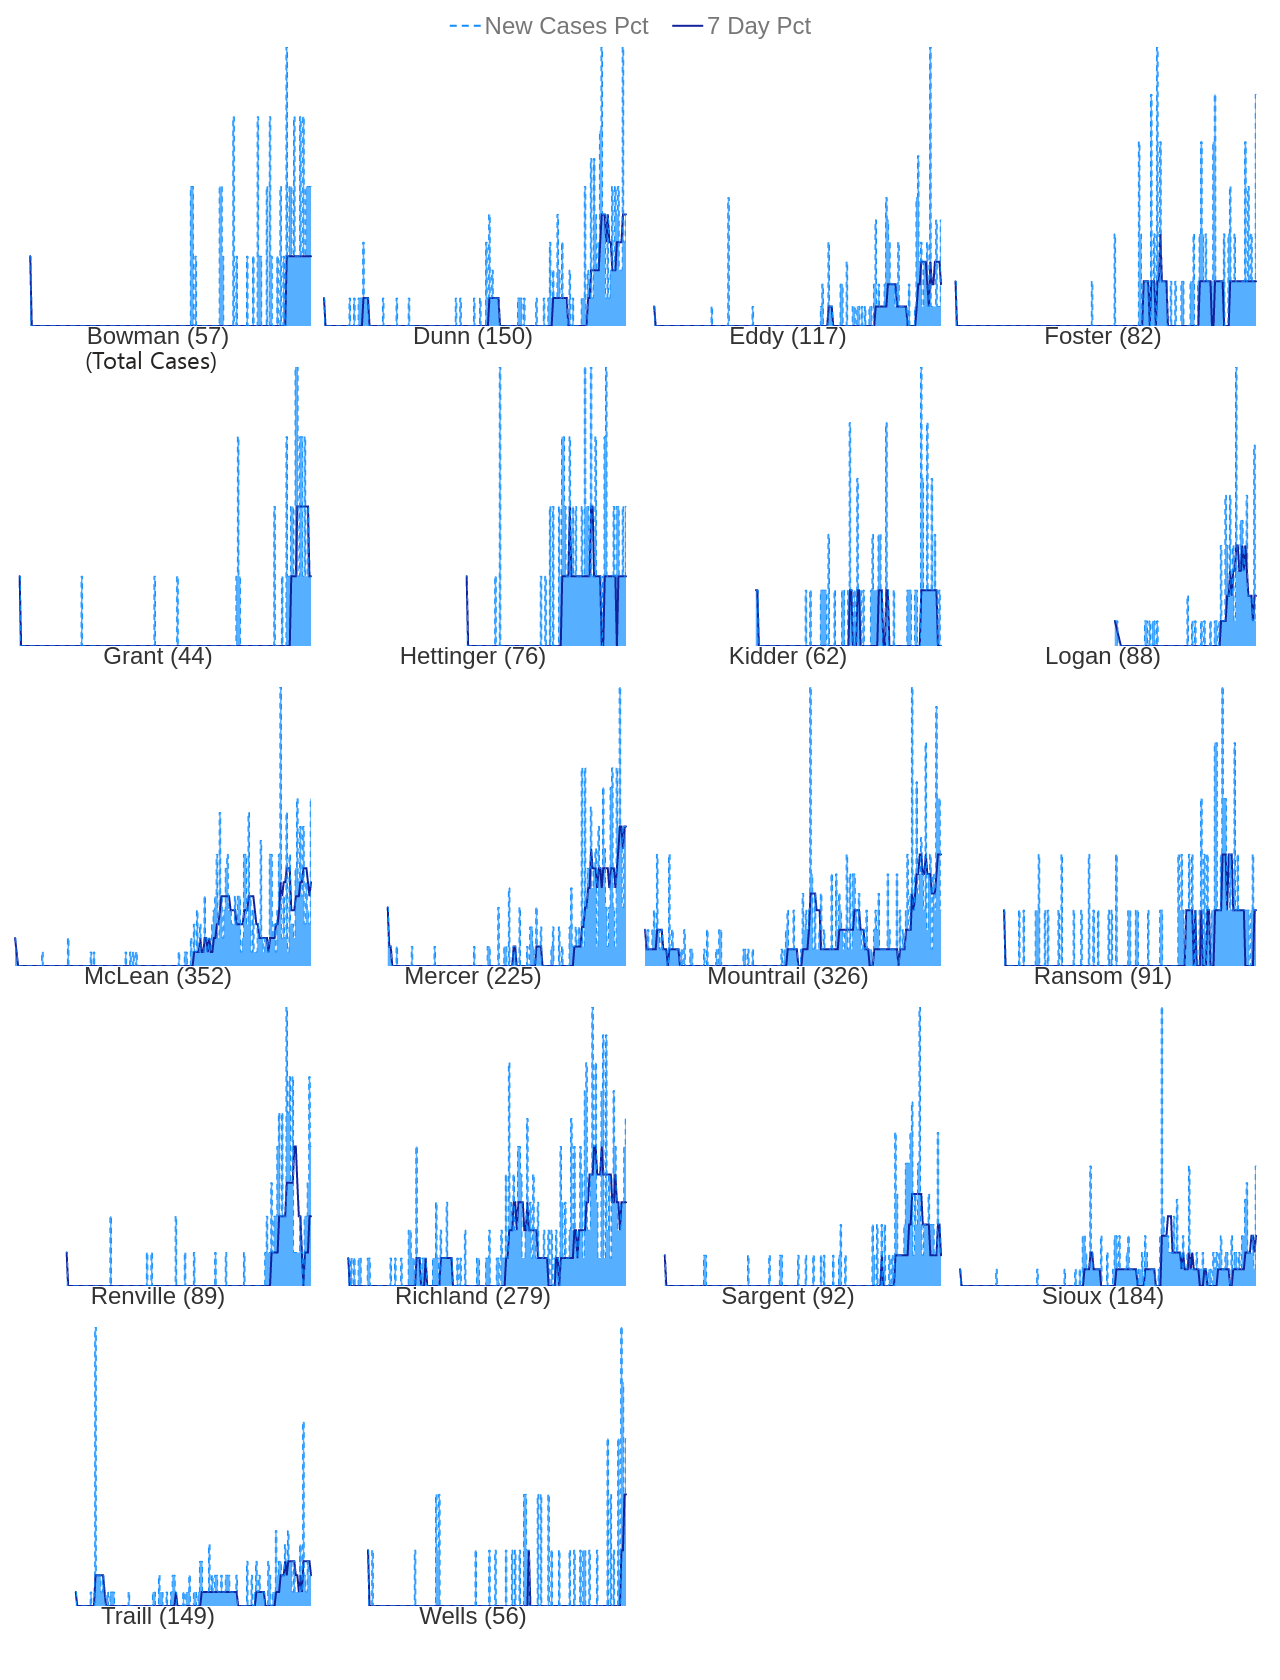 New Cases Pct 7 Day Pct
Bowman (57) Dunn (150) Eddy (117) Foster (82)
(Total Cases)
Grant (44) Hettinger (76) Kidder (62) Logan (88)
McLean (352) Mercer (225) Mountrail (326) Ransom (91)
Renville (89) Richland (279) Sargent (92) Sioux (184)
Traill (149) Wells (56)